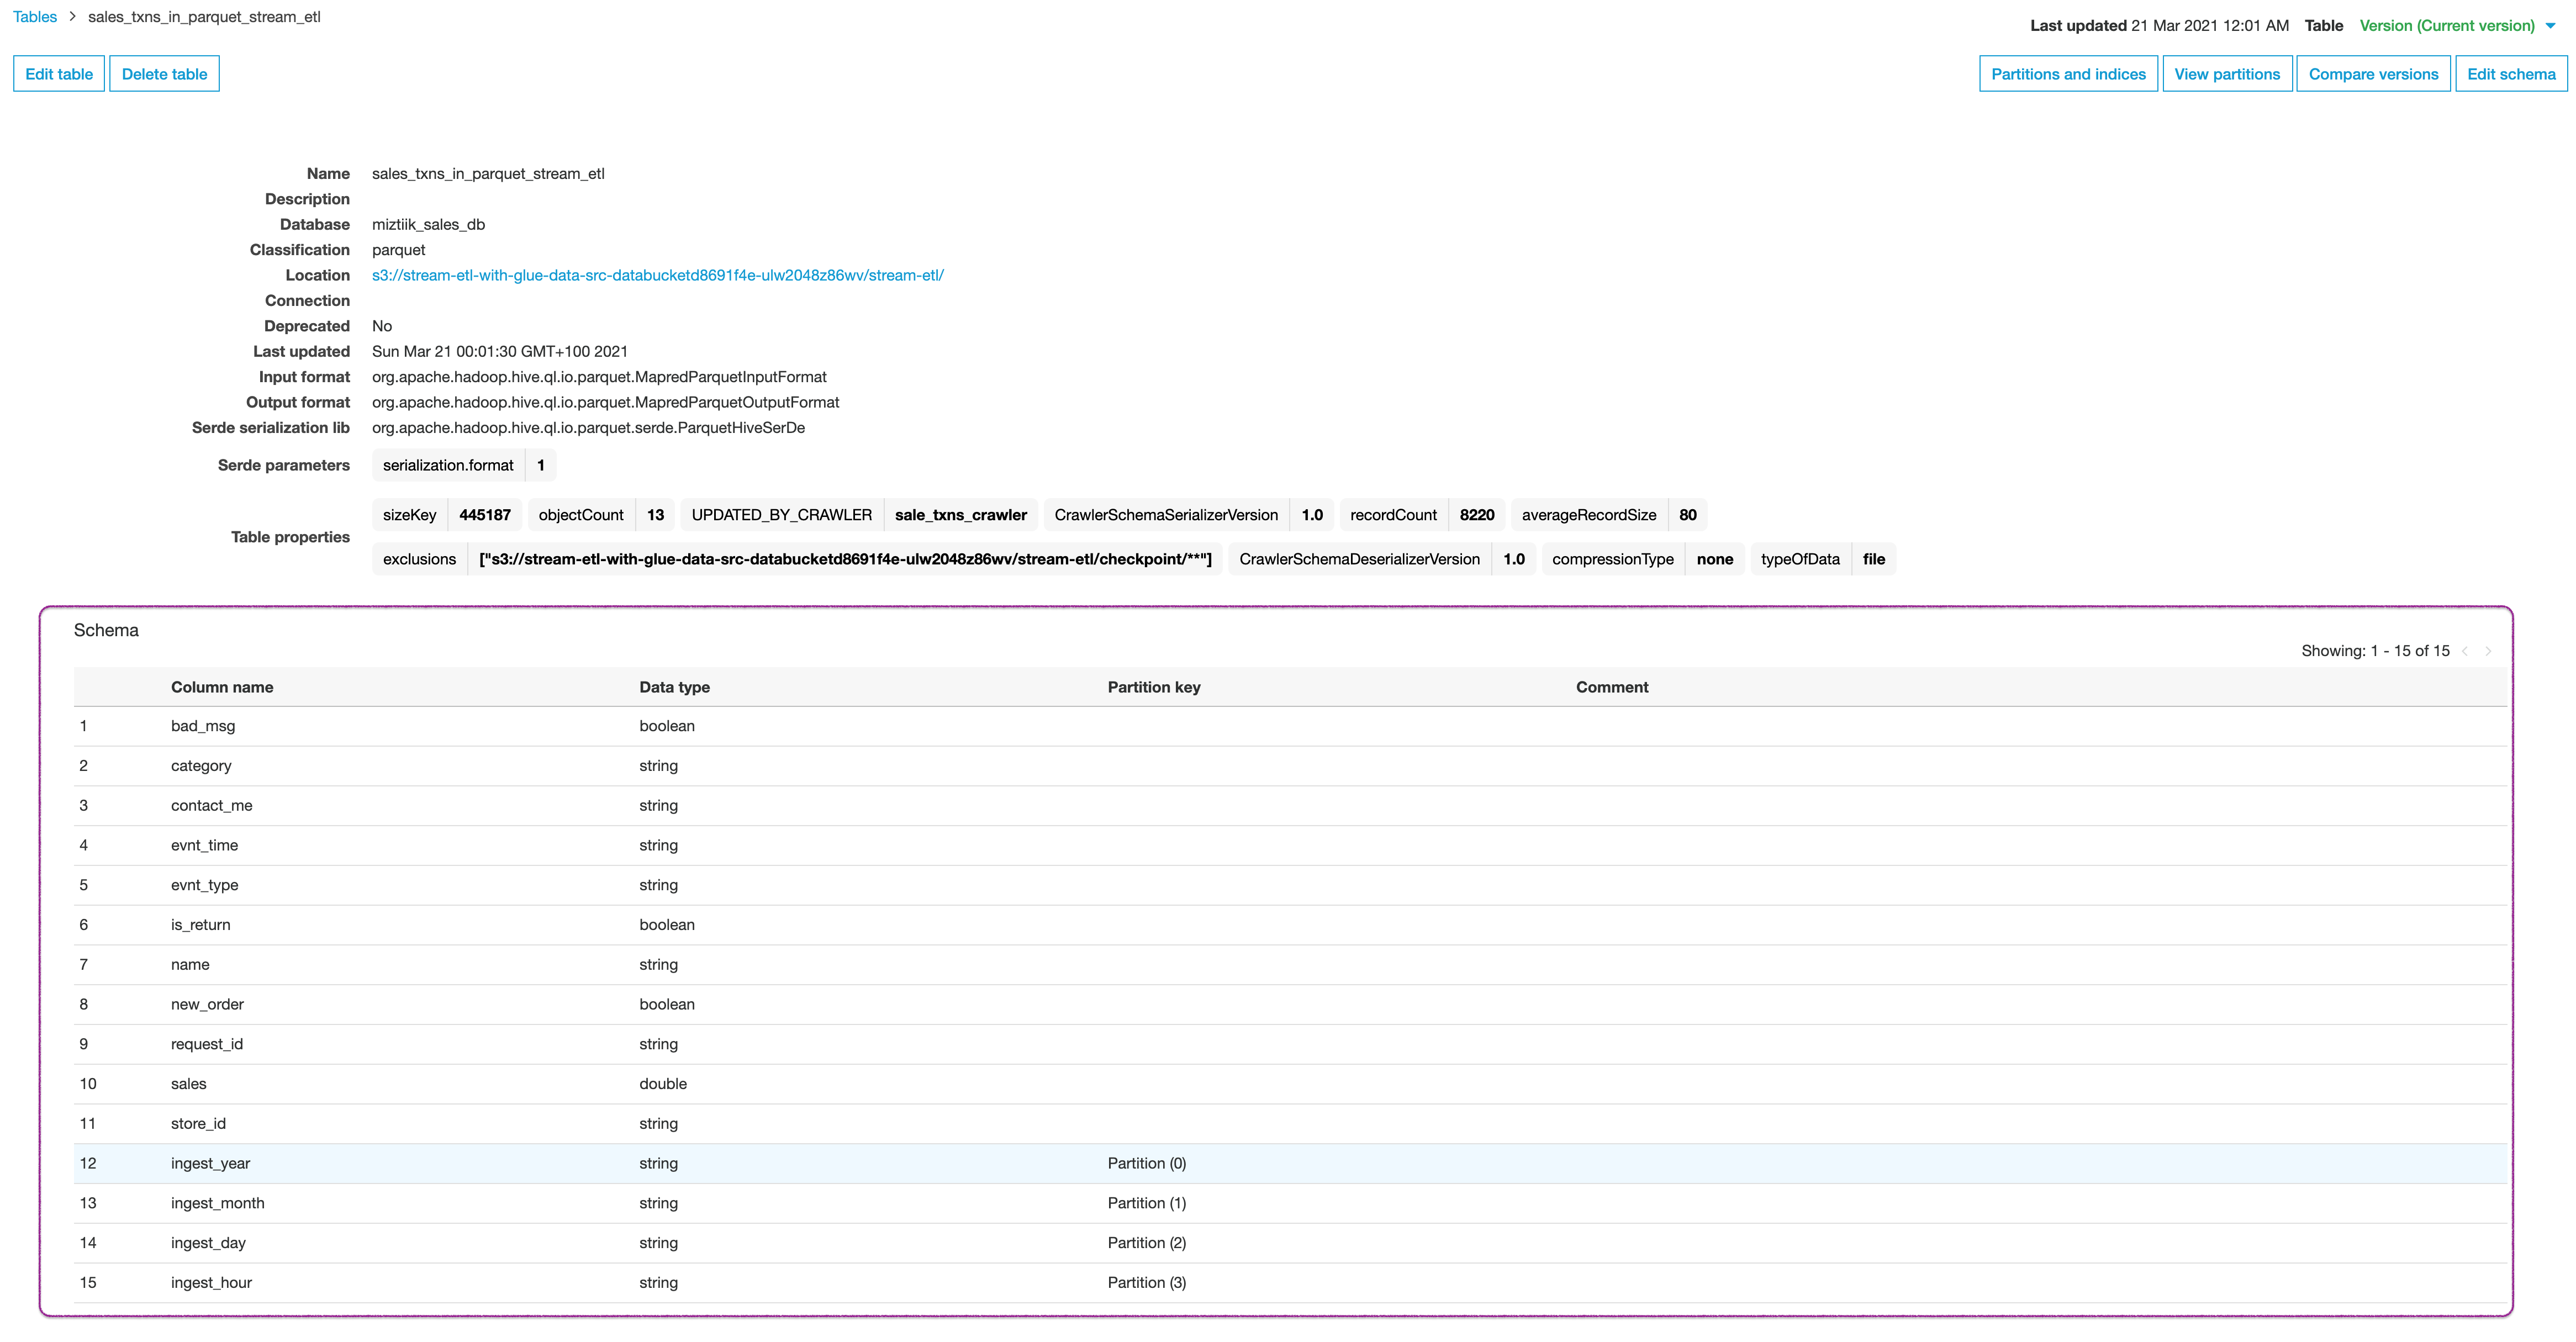 Tables > sales_txns_in_parquet_stream_etl
Last updated 21 Mar 2021 12:01 AM Table Version (Current version)
Edit table Delete table Partitions and indices View partitions Compare versions Edit schema
Name sales_txns_in_parquet_stream_etl
Description
Database miztiik_sales_db
Classification parquet
Location s3://stream-etl-with-glue-data-src-databucketd8691f4e-ulw2048z86wv/stream-etl/
Connection
Deprecated No
Last updated Sun Mar 21 00:01:30 GMT+100 2021
Input format org.apache.hadoop.hive.ql.io.parquet.MapredParquetInputFormat
Output format org.apache.hadoop.hive.ql.io.parquet.MapredParquetOutputFormat
Serde serialization lib org.apache.hadoop.hive.ql.io.parquet.serde.ParquetHiveSerDe
Serde parameters serialization.format 1
Table properties
sizeKey 445187 objectCount 13 UPDATED_BY_CRAWLER sale_txns_crawler CrawlerSchemaSerializerVersion 1.0 recordCount 8220 averageRecordSize 80
exclusions ["s3://stream-etl-with-glue-data-src-databucketd8691f4e-ulw2048z86wv/stream-etl/checkpoint/**"] CrawlerSchemaDeserializerVersion 1.0 compressionType none typeOfData file
Schema
Showing: 1 - 15 of 15 < >
Column name Data type Partition key Comment
1 bad_msg boolean
2 category string
3 contact_me string
4 evnt_time string
5 evnt_type string
6 is_return boolean
7 name string
8 new_order boolean
9 request_id string
10 sales double
11 store_id string
12 ingest_year string Partition (0)
13 ingest_month string Partition (1)
14 ingest_day string Partition (2)
15 ingest_hour string Partition (3)